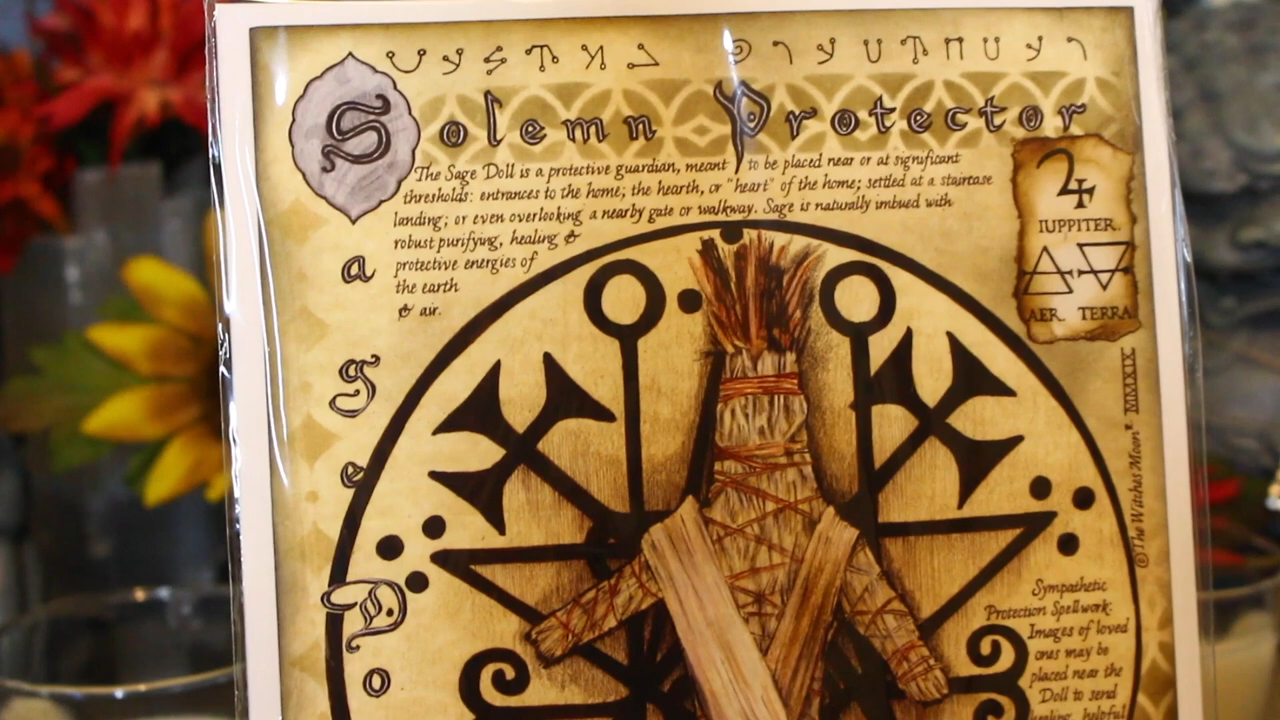 Solemn Protector
The Sage Doll is a protective guardian, meant to be placed near or at significant
thresholds: entrances to the home; the hearth, or "heart" of the home; settled at a staircase
landing; or even overlooking a nearby gate or walkway. Sage is naturally imbued with
robust purifying, healing &
protective energies of
the earth
& air.
a
g
e
D
o
♃
IUPPITER.
AER. TERRA
©The Witches Moon® MMXIX
Sympathetic
Protection Spellwork:
Images of loved
ones may be
placed near the
Doll to send
healing, helpful